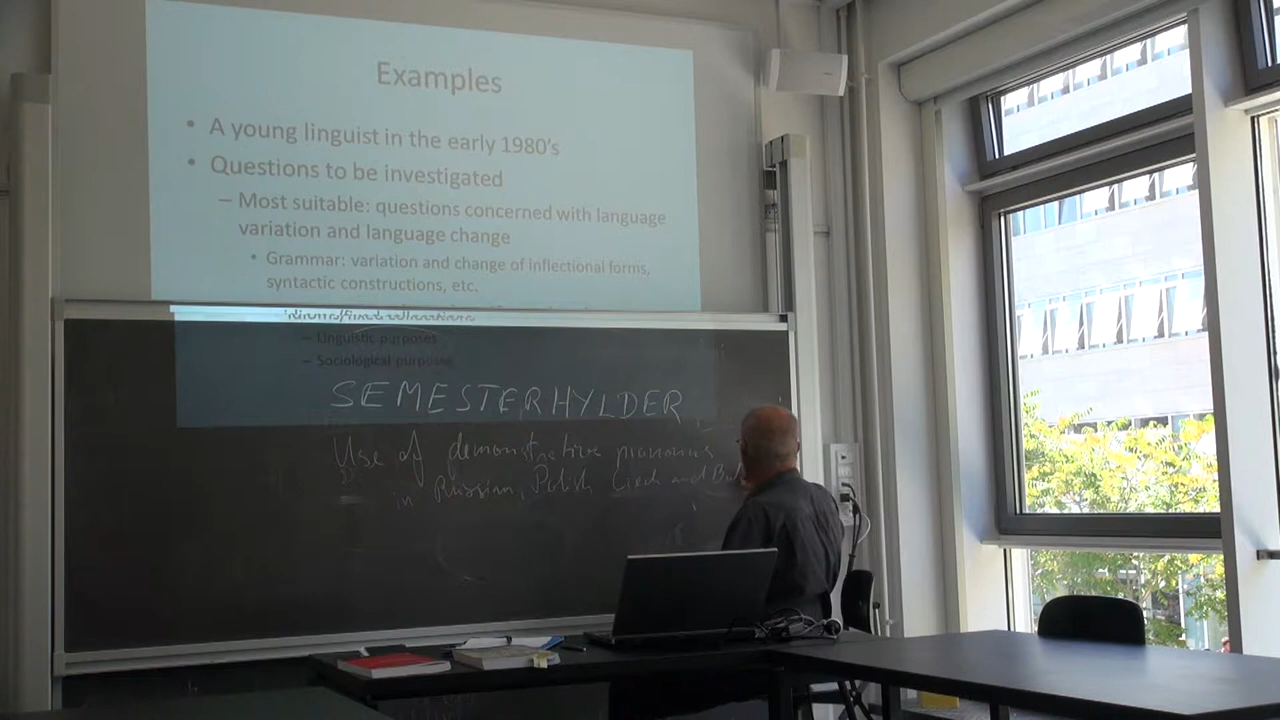 Examples
• A young linguist in the early 1980's
• Questions to be investigated
– Most suitable: questions concerned with language
variation and language change
• Grammar: variation and change of inflectional forms,
syntactic constructions, etc.
– Linguistic purposes
– Sociological purposes
SEMESTERHYLDER
Use of demonstrative pronouns
in Russian, Polish Czech and Bul